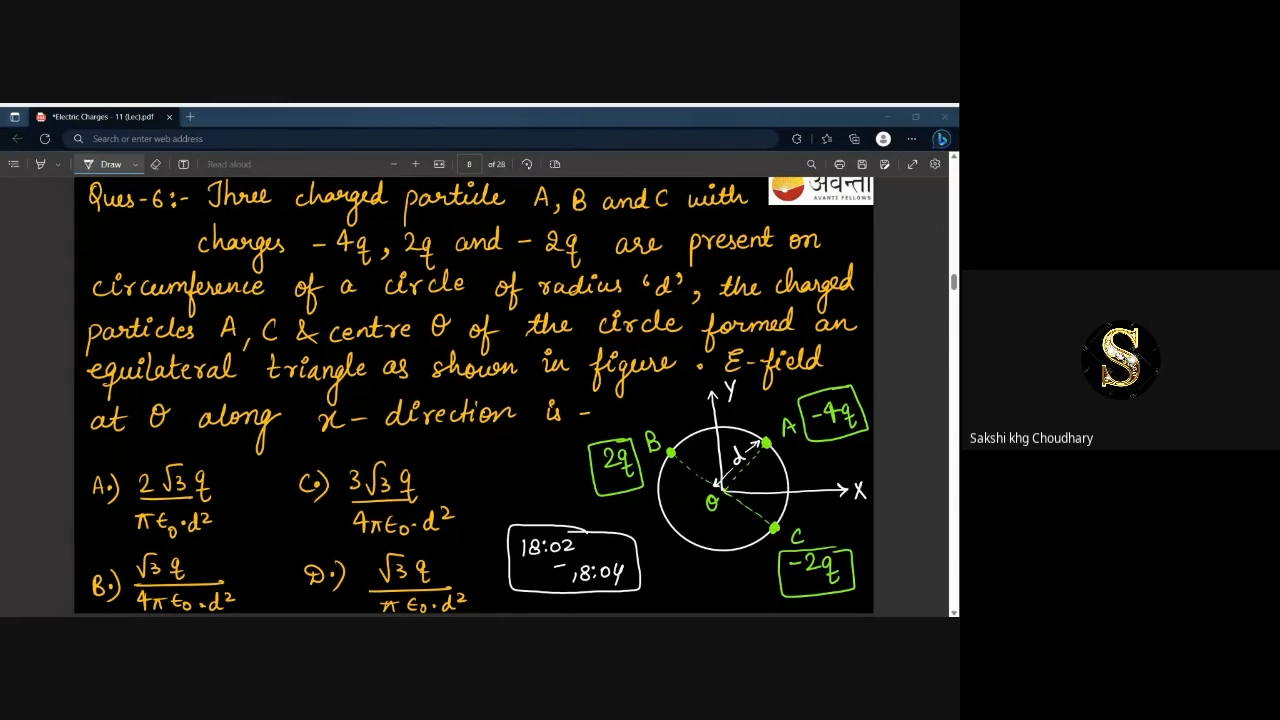 *Electric Charges - 11 (Lec).pdf
Search or enter web address
Draw
Read aloud
8 of 28
Ques-6:- Three charged particle A, B and C with
अवन्ती
AVANTI FELLOWS
charges -4q, 2q and -2q are present on
circumference of a circle of radius 'd', the charged
particles A, C & centre O of the circle formed an
equilateral triangle as shown in figure. E-field
at O along x-direction is -
Y
A -4q
B 2q
d
O
X
C -2q
A.) 2√3 q / πε₀·d²
C.) 3√3 q / 4πε₀·d²
B.) √3 q / 4πε₀·d²
D.) √3 q / πε₀·d²
18:02
- 18:04
S
Sakshi khg Choudhary